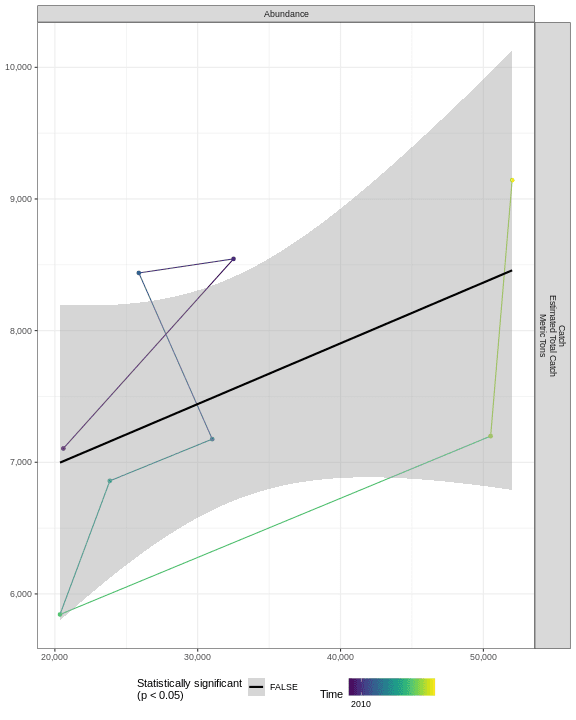 Abundance
10,000
9,000
8,000
7,000
6,000
Catch
Estimated Total Catch
Metric Tons
20,000
30,000
40,000
50,000
Statistically significant
(p < 0.05)
FALSE
Time
2010